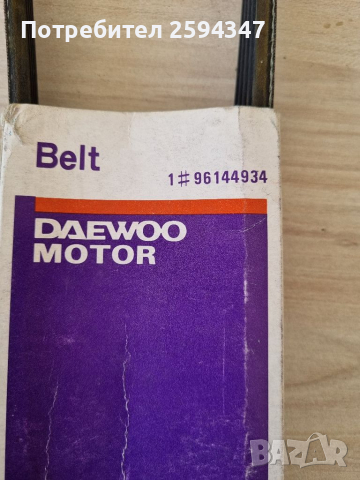 Потребител 2594347
Belt
1# 96144934
DAEWOO
MOTOR
BAZAR